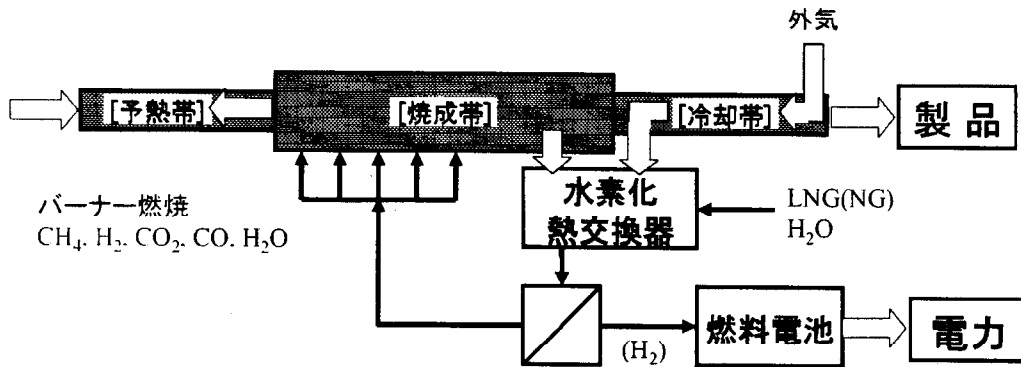 外気
[予熱帯]
[焼成帯]
[冷却帯]
製品
水素化
熱交換器
LNG(NG)
H₂O
バーナー燃焼
CH₄. H₂. CO₂. CO. H₂O
(H₂)
燃料電池
電力